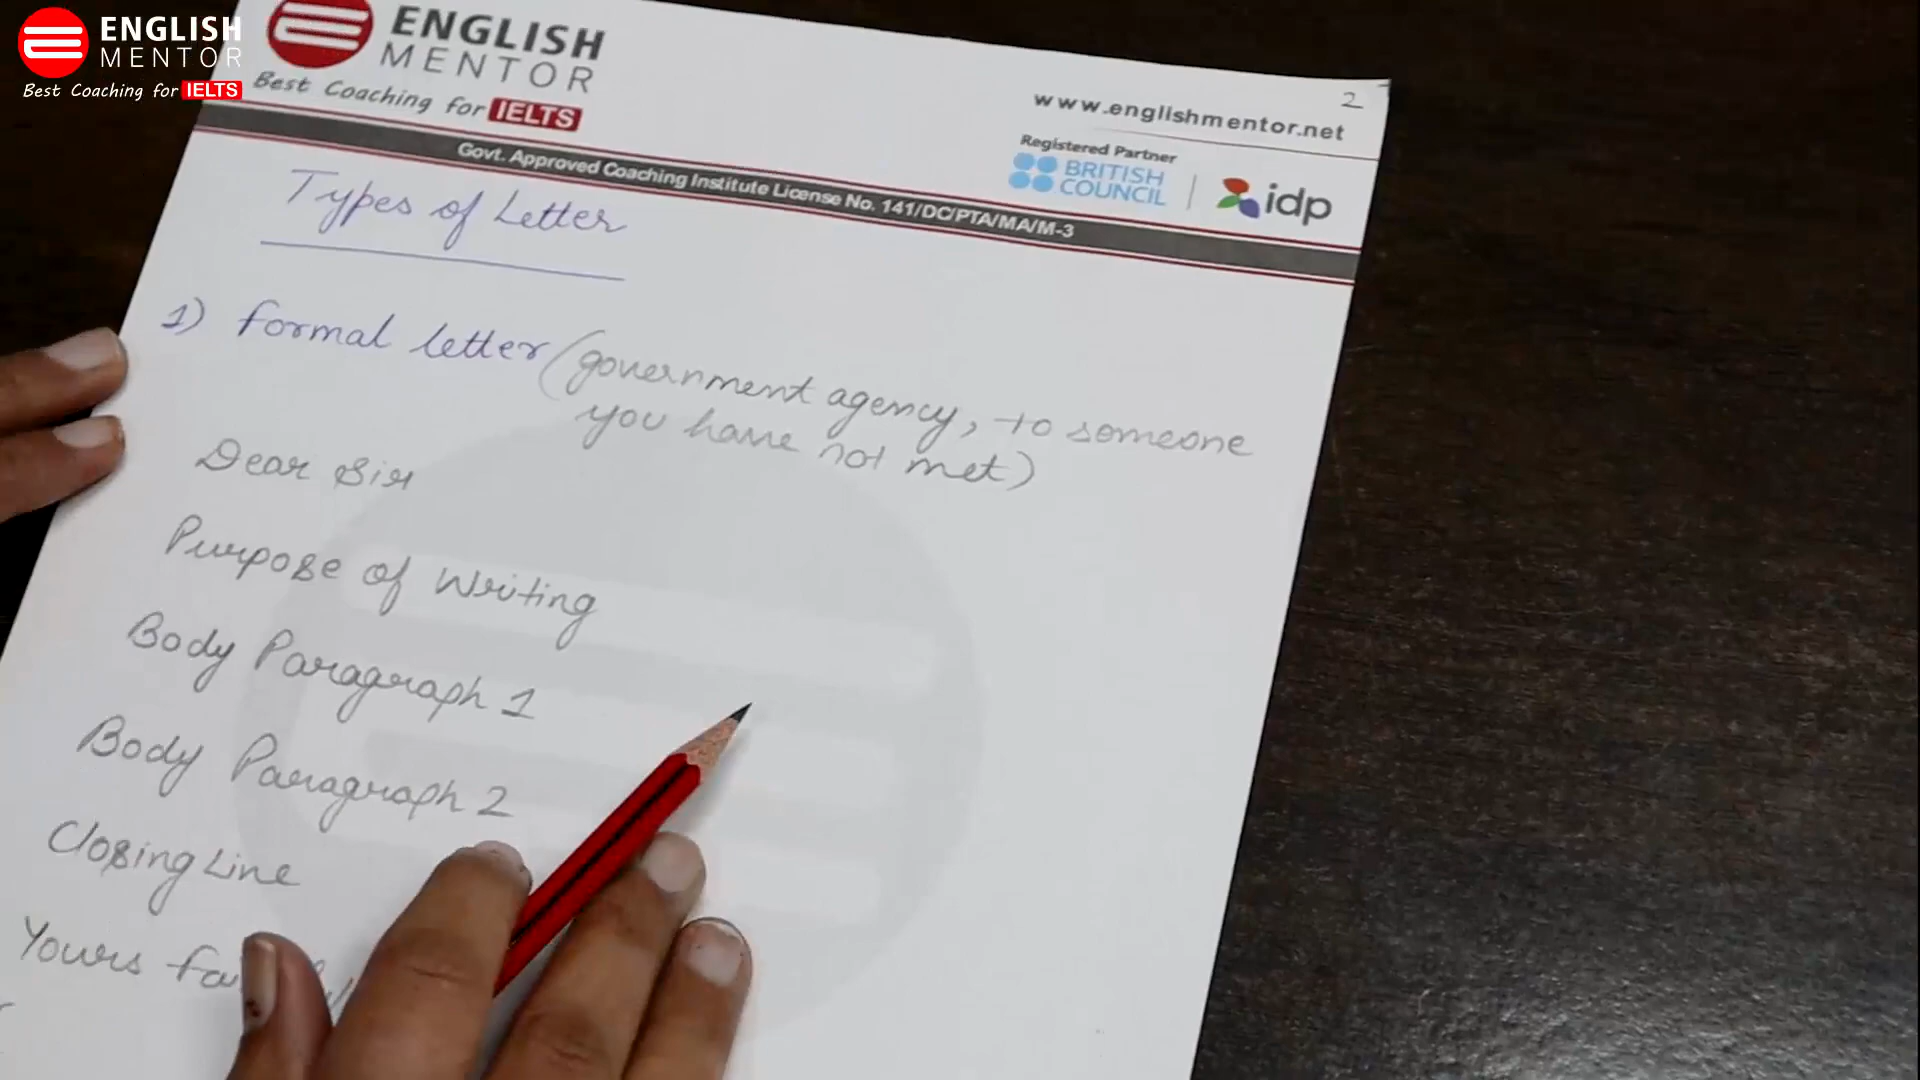 ENGLISH
MENTOR
Best Coaching for IELTS
ENGLISH
MENTOR
Best Coaching for IELTS
2
www.englishmentor.net
Registered Partner
BRITISH
COUNCIL
idp
Govt. Approved Coaching Institute License No. 141/DC/PTA/MA/M-3
Types of Letter
1) Formal letter (government agency, to someone
you have not met)
Dear Sir
Purpose of Writing
Body Paragraph 1
Body Paragraph 2
Closing Line
Yours